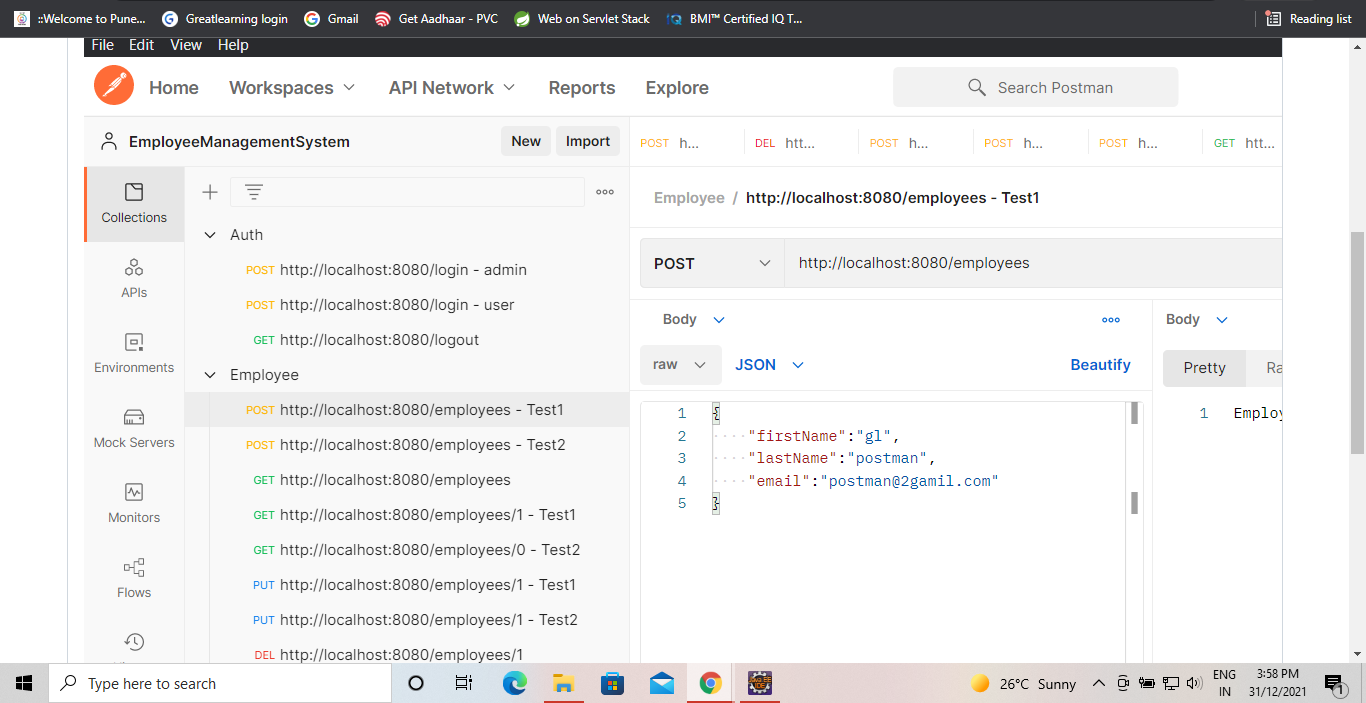 ::Welcome to Pune... Greatlearning login Gmail Get Aadhaar - PVC Web on Servlet Stack BMI™ Certified IQ T... Reading list
File Edit View Help
Home Workspaces API Network Reports Explore Search Postman
EmployeeManagementSystem New Import
POST h... DEL htt... POST h... POST h... POST h... GET htt...
Collections
APIs
Environments
Mock Servers
Monitors
Flows
Auth
POST http://localhost:8080/login - admin
POST http://localhost:8080/login - user
GET http://localhost:8080/logout
Employee
POST http://localhost:8080/employees - Test1
POST http://localhost:8080/employees - Test2
GET http://localhost:8080/employees
GET http://localhost:8080/employees/1 - Test1
GET http://localhost:8080/employees/0 - Test2
PUT http://localhost:8080/employees/1 - Test1
PUT http://localhost:8080/employees/1 - Test2
DEL http://localhost:8080/employees/1
Employee / http://localhost:8080/employees - Test1
POST http://localhost:8080/employees
Body
raw JSON Beautify
1 {
2 "firstName":"gl",
3 "lastName":"postman",
4 "email":"postman@2gamil.com"
5 }
Body
Pretty Ra
1 Employ
Type here to search
26°C Sunny
ENG
IN
3:58 PM
31/12/2021
1